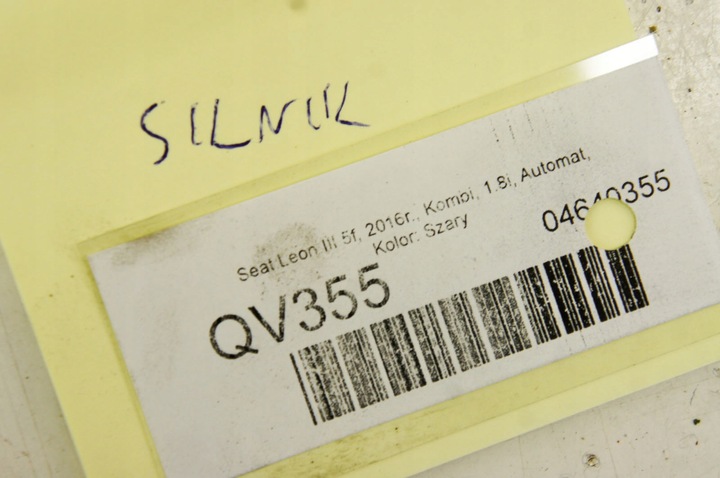 SILNIK
Seat Leon III 5f, 2016r., Kombi, 1.8i, Automat,
Kolor: Szary
04640355
QV355